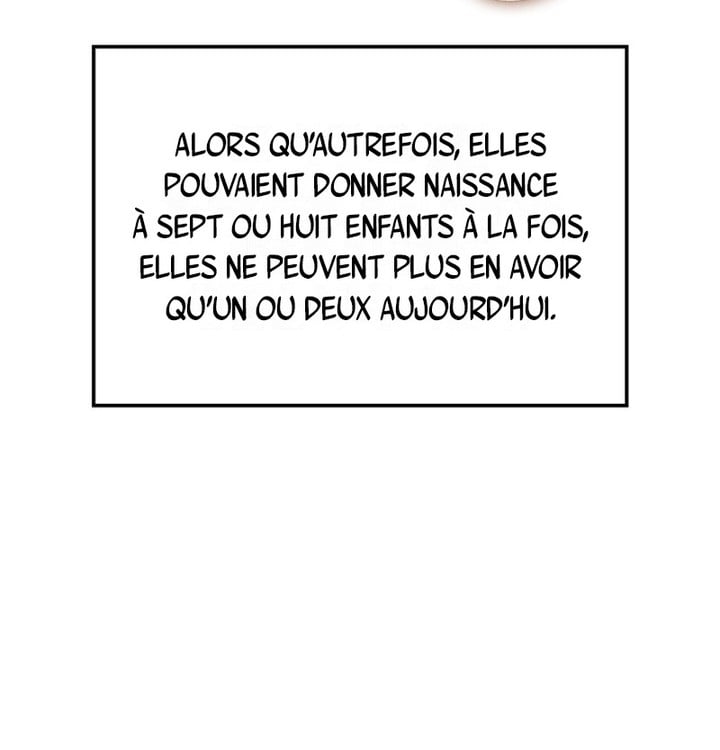 ALORS QU'AUTREFOIS, ELLES
POUVAIENT DONNER NAISSANCE
À SEPT OU HUIT ENFANTS À LA FOIS,
ELLES NE PEUVENT PLUS EN AVOIR
QU'UN OU DEUX AUJOURD'HUI.